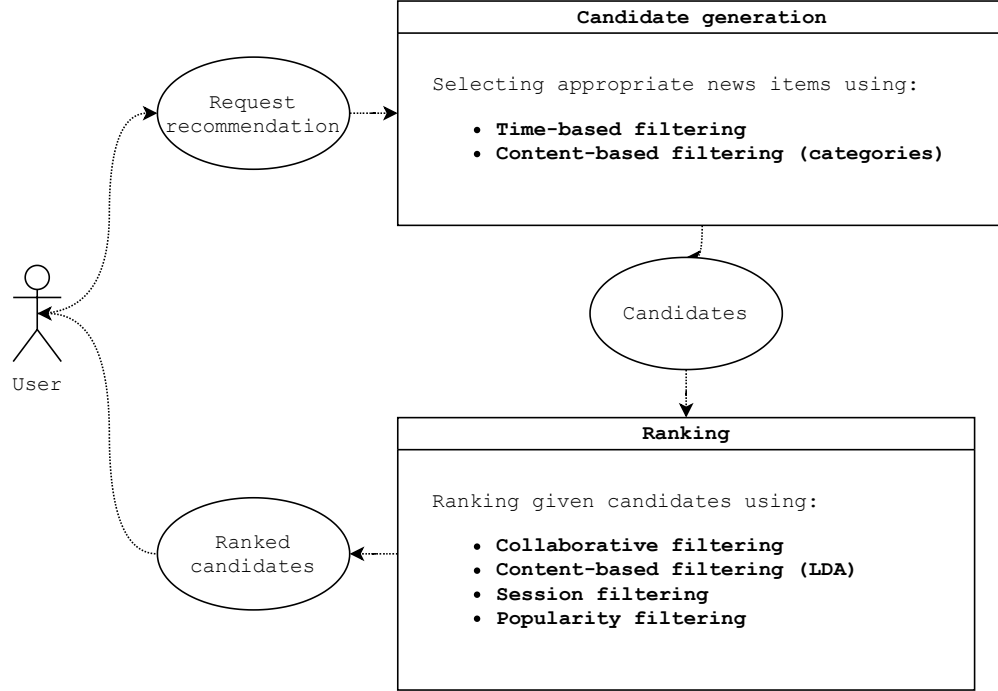 Candidate generation
Selecting appropriate news items using:
• Time-based filtering
• Content-based filtering (categories)
Request
recommendation
Candidates
User
Ranking
Ranking given candidates using:
• Collaborative filtering
• Content-based filtering (LDA)
• Session filtering
• Popularity filtering
Ranked
candidates